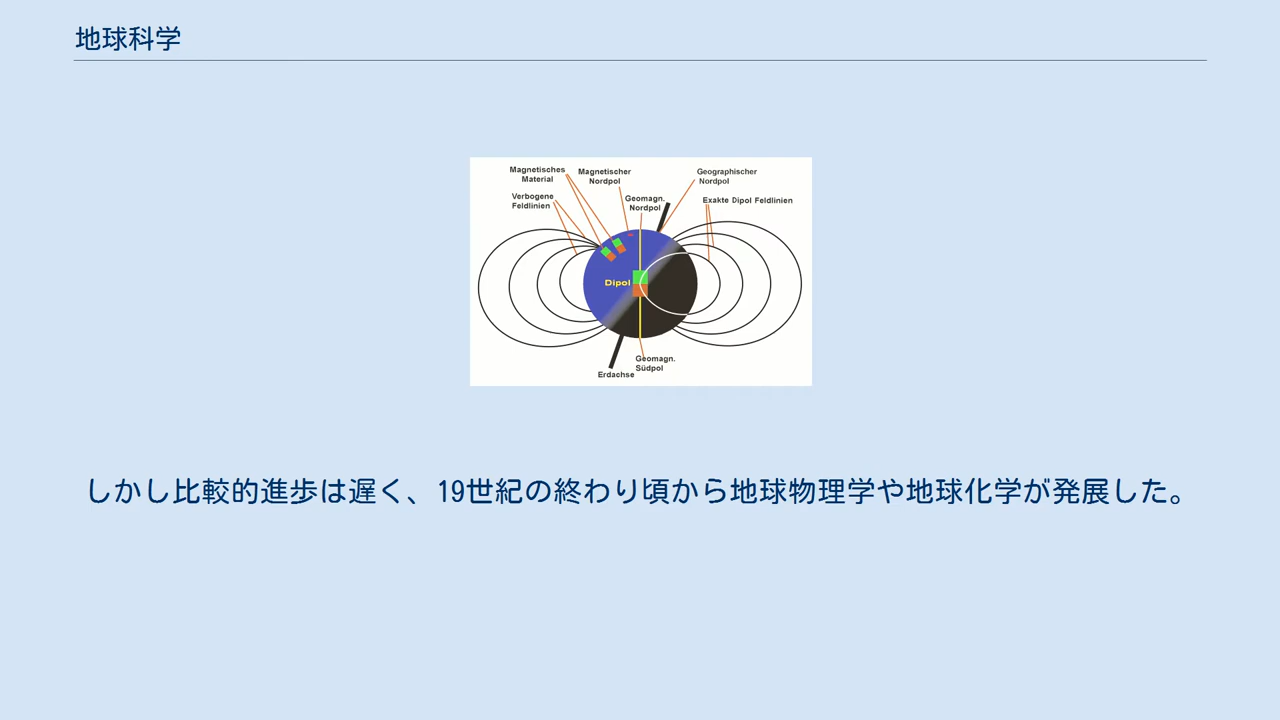 地球科学
Magnetisches
Material
Magnetischer
Nordpol
Geographischer
Nordpol
Verbogene
Feldlinien
Geomagn.
Nordpol
Exakte Dipol Feldlinien
Dipol
Geomagn.
Südpol
Erdachse
しかし比較的進歩は遅く、19世紀の終わり頃から地球物理学や地球化学が発展した。